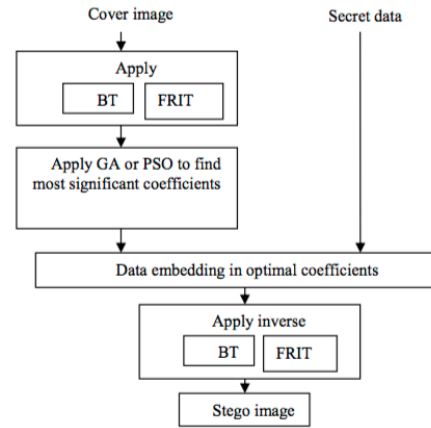 Cover image
Secret data
Apply
BT
FRIT
Apply GA or PSO to find
most significant coefficients
Data embedding in optimal coefficients
Apply inverse
BT
FRIT
Stego image